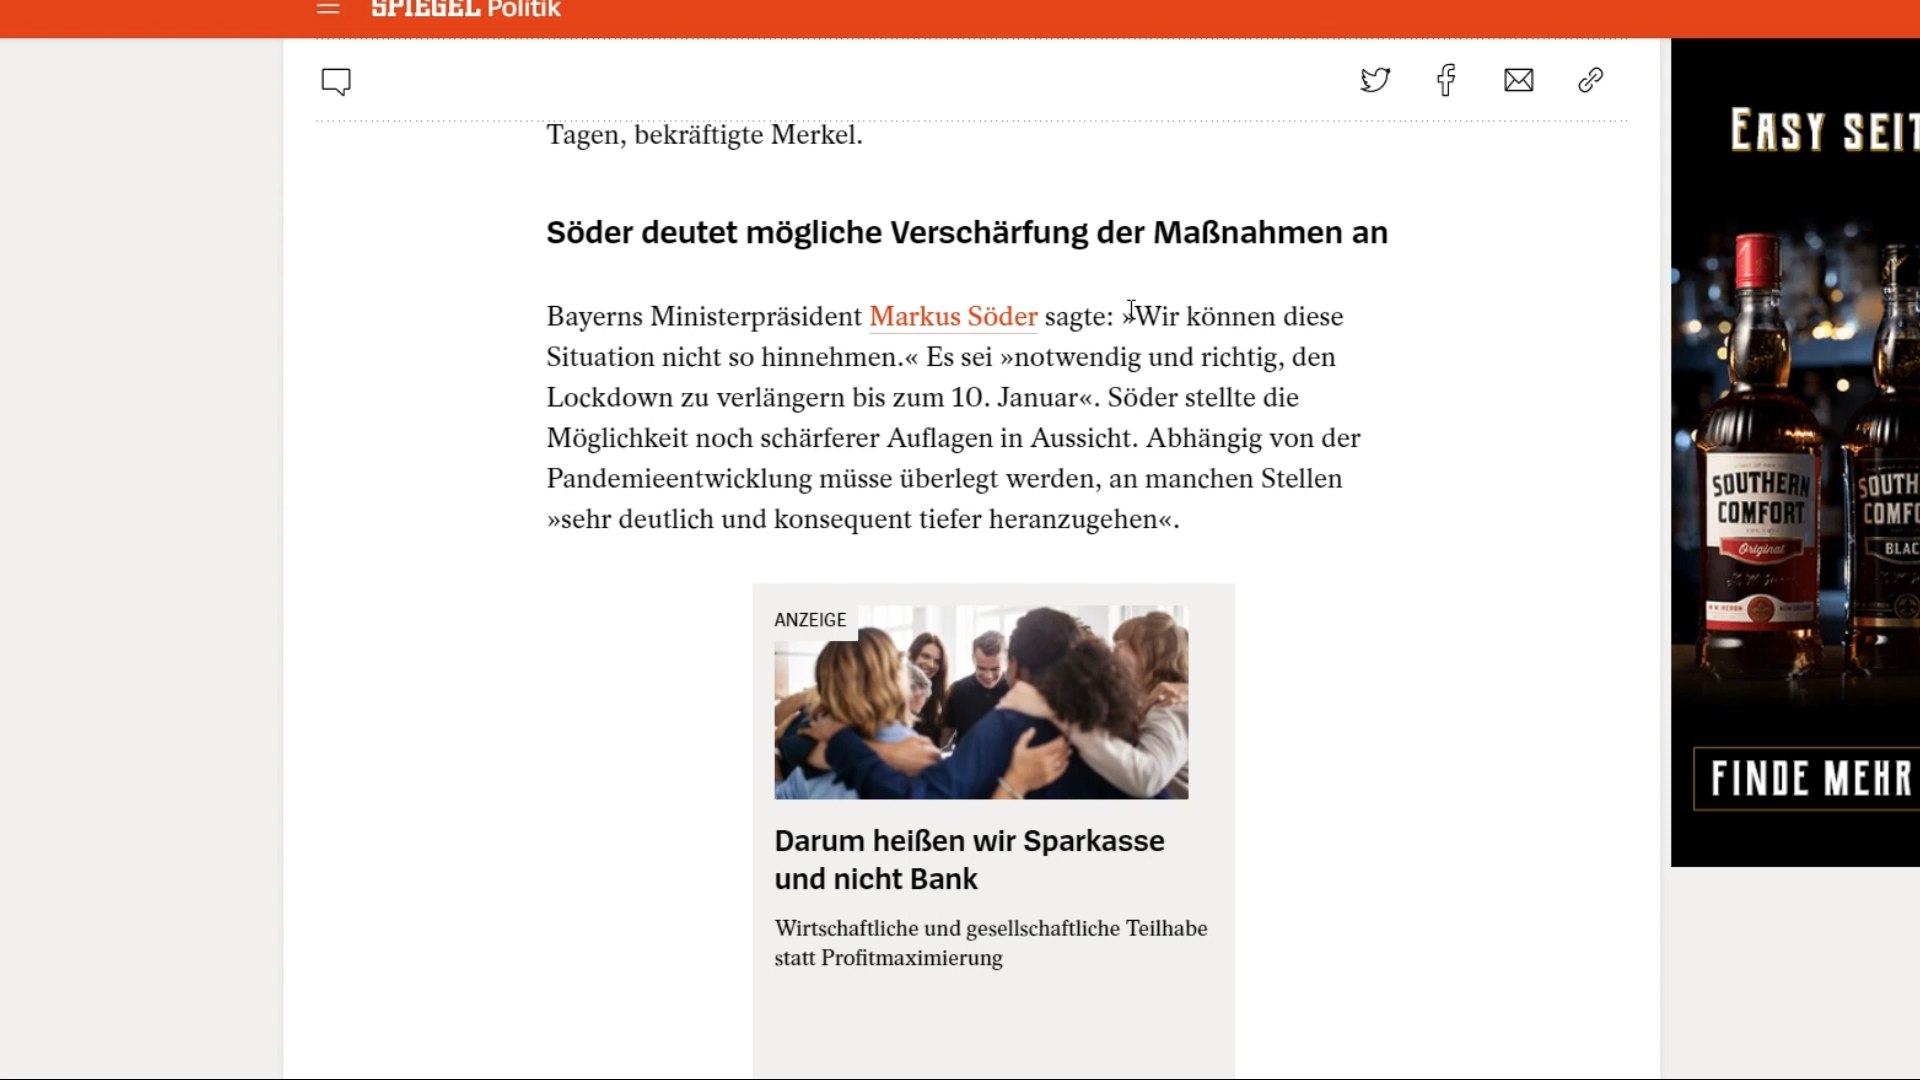 SPIEGEL Politik
Tagen, bekräftigte Merkel.
Söder deutet mögliche Verschärfung der Maßnahmen an
Bayerns Ministerpräsident Markus Söder sagte: »Wir können diese
Situation nicht so hinnehmen.« Es sei »notwendig und richtig, den
Lockdown zu verlängern bis zum 10. Januar«. Söder stellte die
Möglichkeit noch schärferer Auflagen in Aussicht. Abhängig von der
Pandemieentwicklung müsse überlegt werden, an manchen Stellen
»sehr deutlich und konsequent tiefer heranzugehen«.
ANZEIGE
Darum heißen wir Sparkasse
und nicht Bank
Wirtschaftliche und gesellschaftliche Teilhabe
statt Profitmaximierung
EASY SEIT
SOUTHERN
COMFORT
Original
SOUTH
COMFO
BLAC
FINDE MEHR